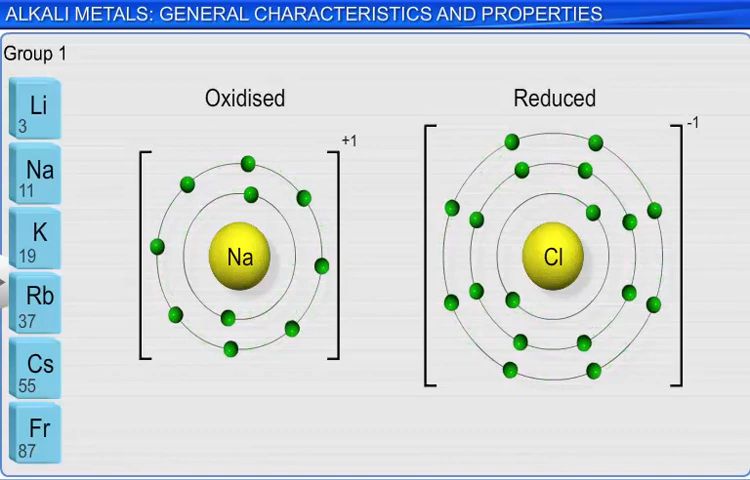 ALKALI METALS: GENERAL CHARACTERISTICS AND PROPERTIES
Group 1
Li
3
Na
11
K
19
Rb
37
Cs
55
Fr
87
Oxidised
+1
Na
Reduced
-1
Cl